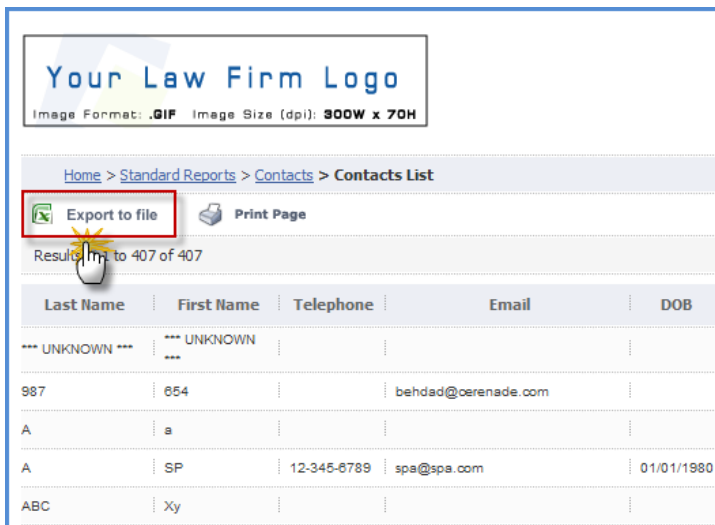 Your Law Firm Logo
Image Format: .GIF Image Size (dpi): 300W x 70H
Home > Standard Reports > Contacts > Contacts List
Export to file Print Page
Results 1 to 407 of 407
Last Name First Name Telephone Email DOB
*** UNKNOWN *** *** UNKNOWN
***
987 654 behdad@cerenade.com
A a
A SP 12-345-6789 spa@spa.com 01/01/1980
ABC Xy